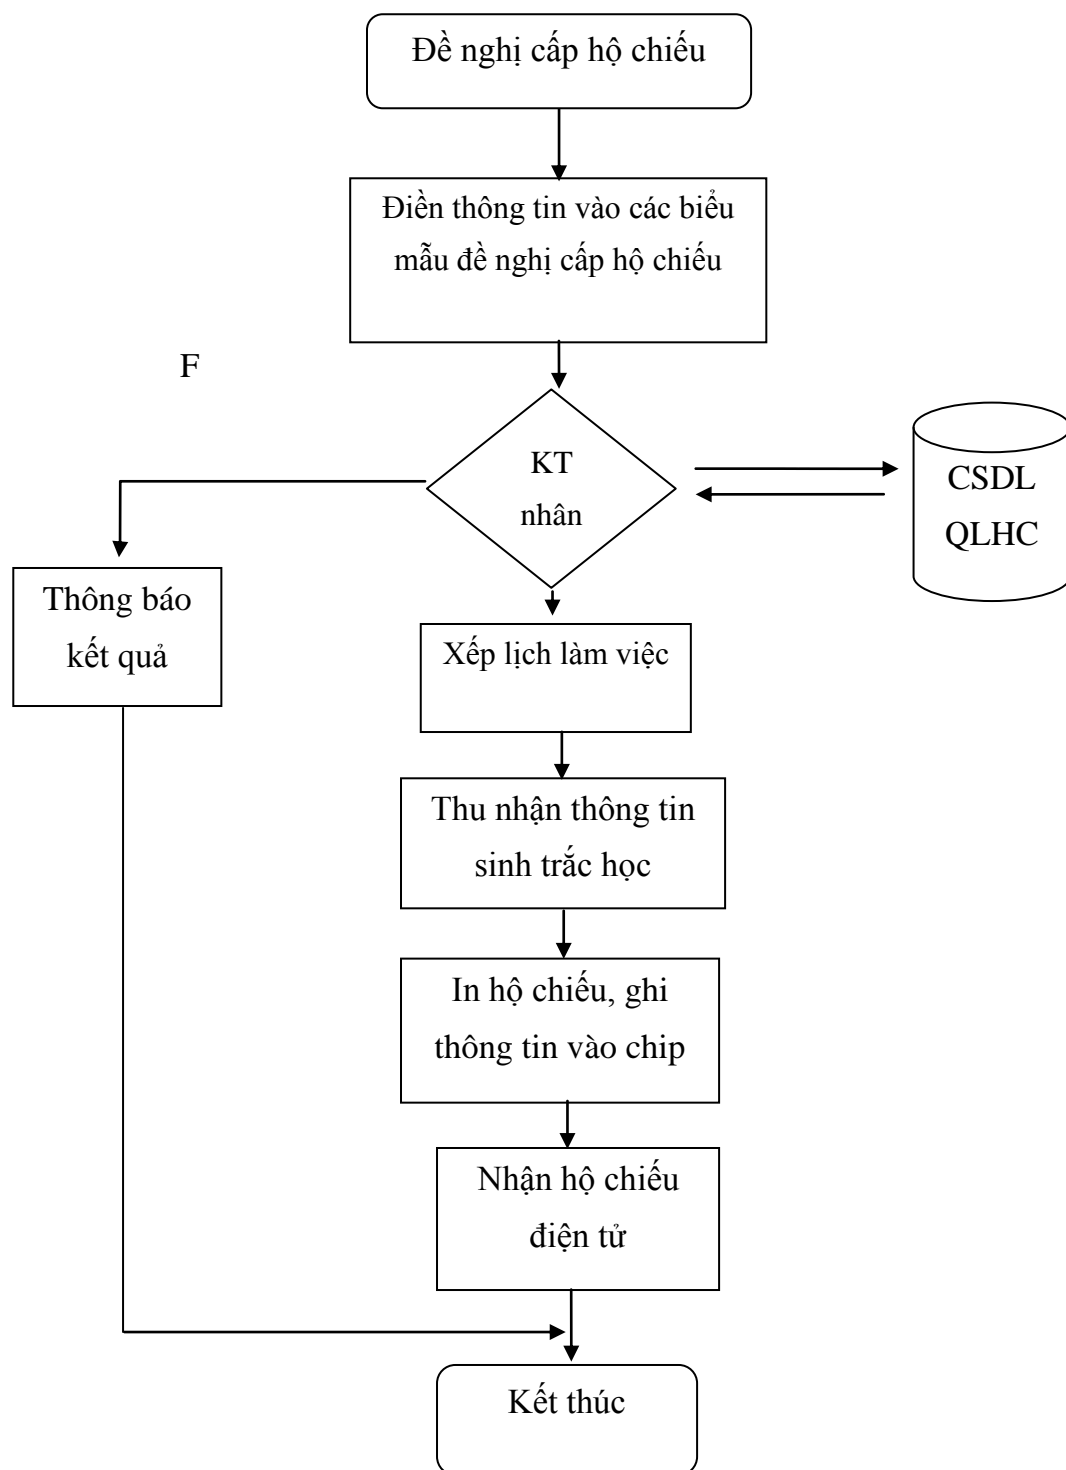 Đề nghị cấp hộ chiếu
Điền thông tin vào các biểu
mẫu đề nghị cấp hộ chiếu
F
KT
nhân
CSDL
QLHC
Thông báo
kết quả
Xếp lịch làm việc
Thu nhận thông tin
sinh trắc học
In hộ chiếu, ghi
thông tin vào chip
Nhận hộ chiếu
điện tử
Kết thúc